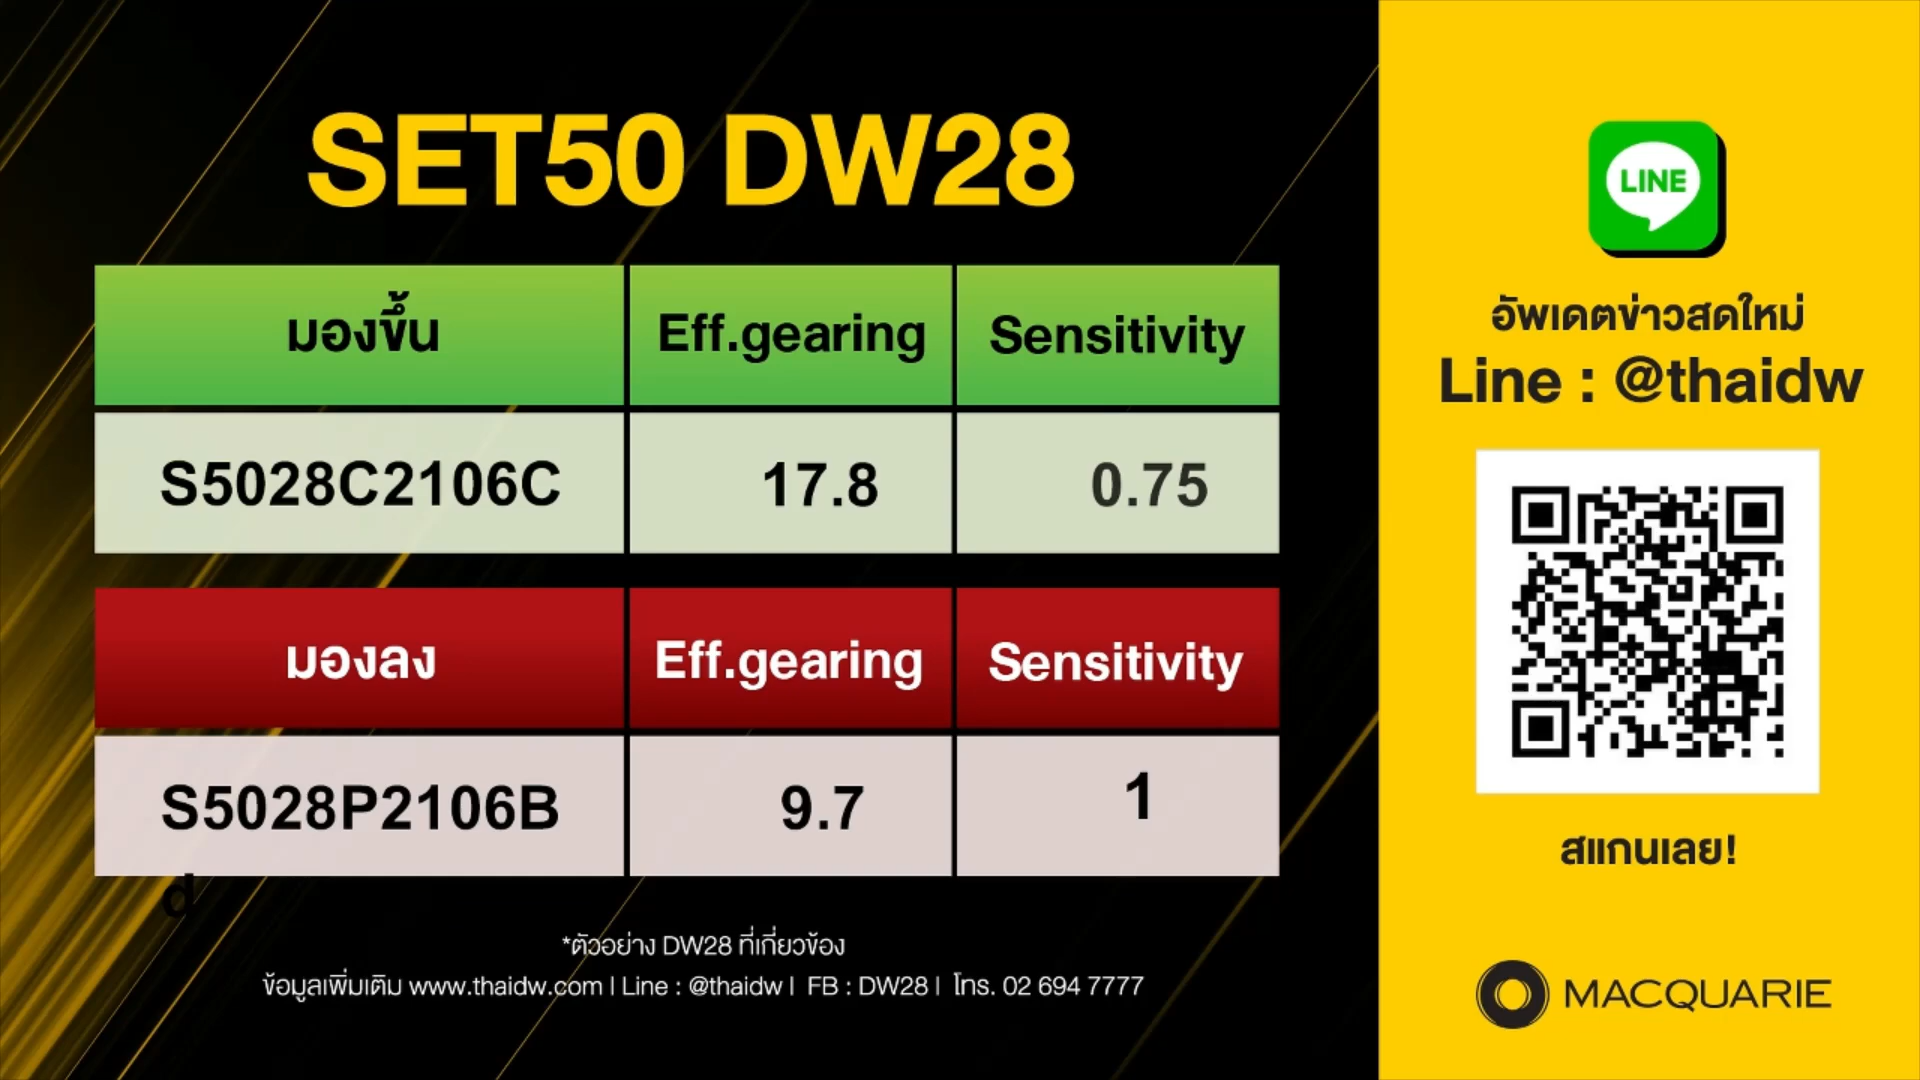 SET50 DW28
มองขึ้น Eff.gearing Sensitivity
S5028C2106C 17.8 0.75
มองลง Eff.gearing Sensitivity
S5028P2106B 9.7 1
d
*ตัวอย่าง DW28 ที่เกี่ยวข้อง
ข้อมูลเพิ่มเติม www.thaidw.com | Line : @thaidw | FB : DW28 | โทร. 02 694 7777
LINE
อัพเดตข่าวสดใหม่
Line : @thaidw
สแกนเลย!
MACQUARIE